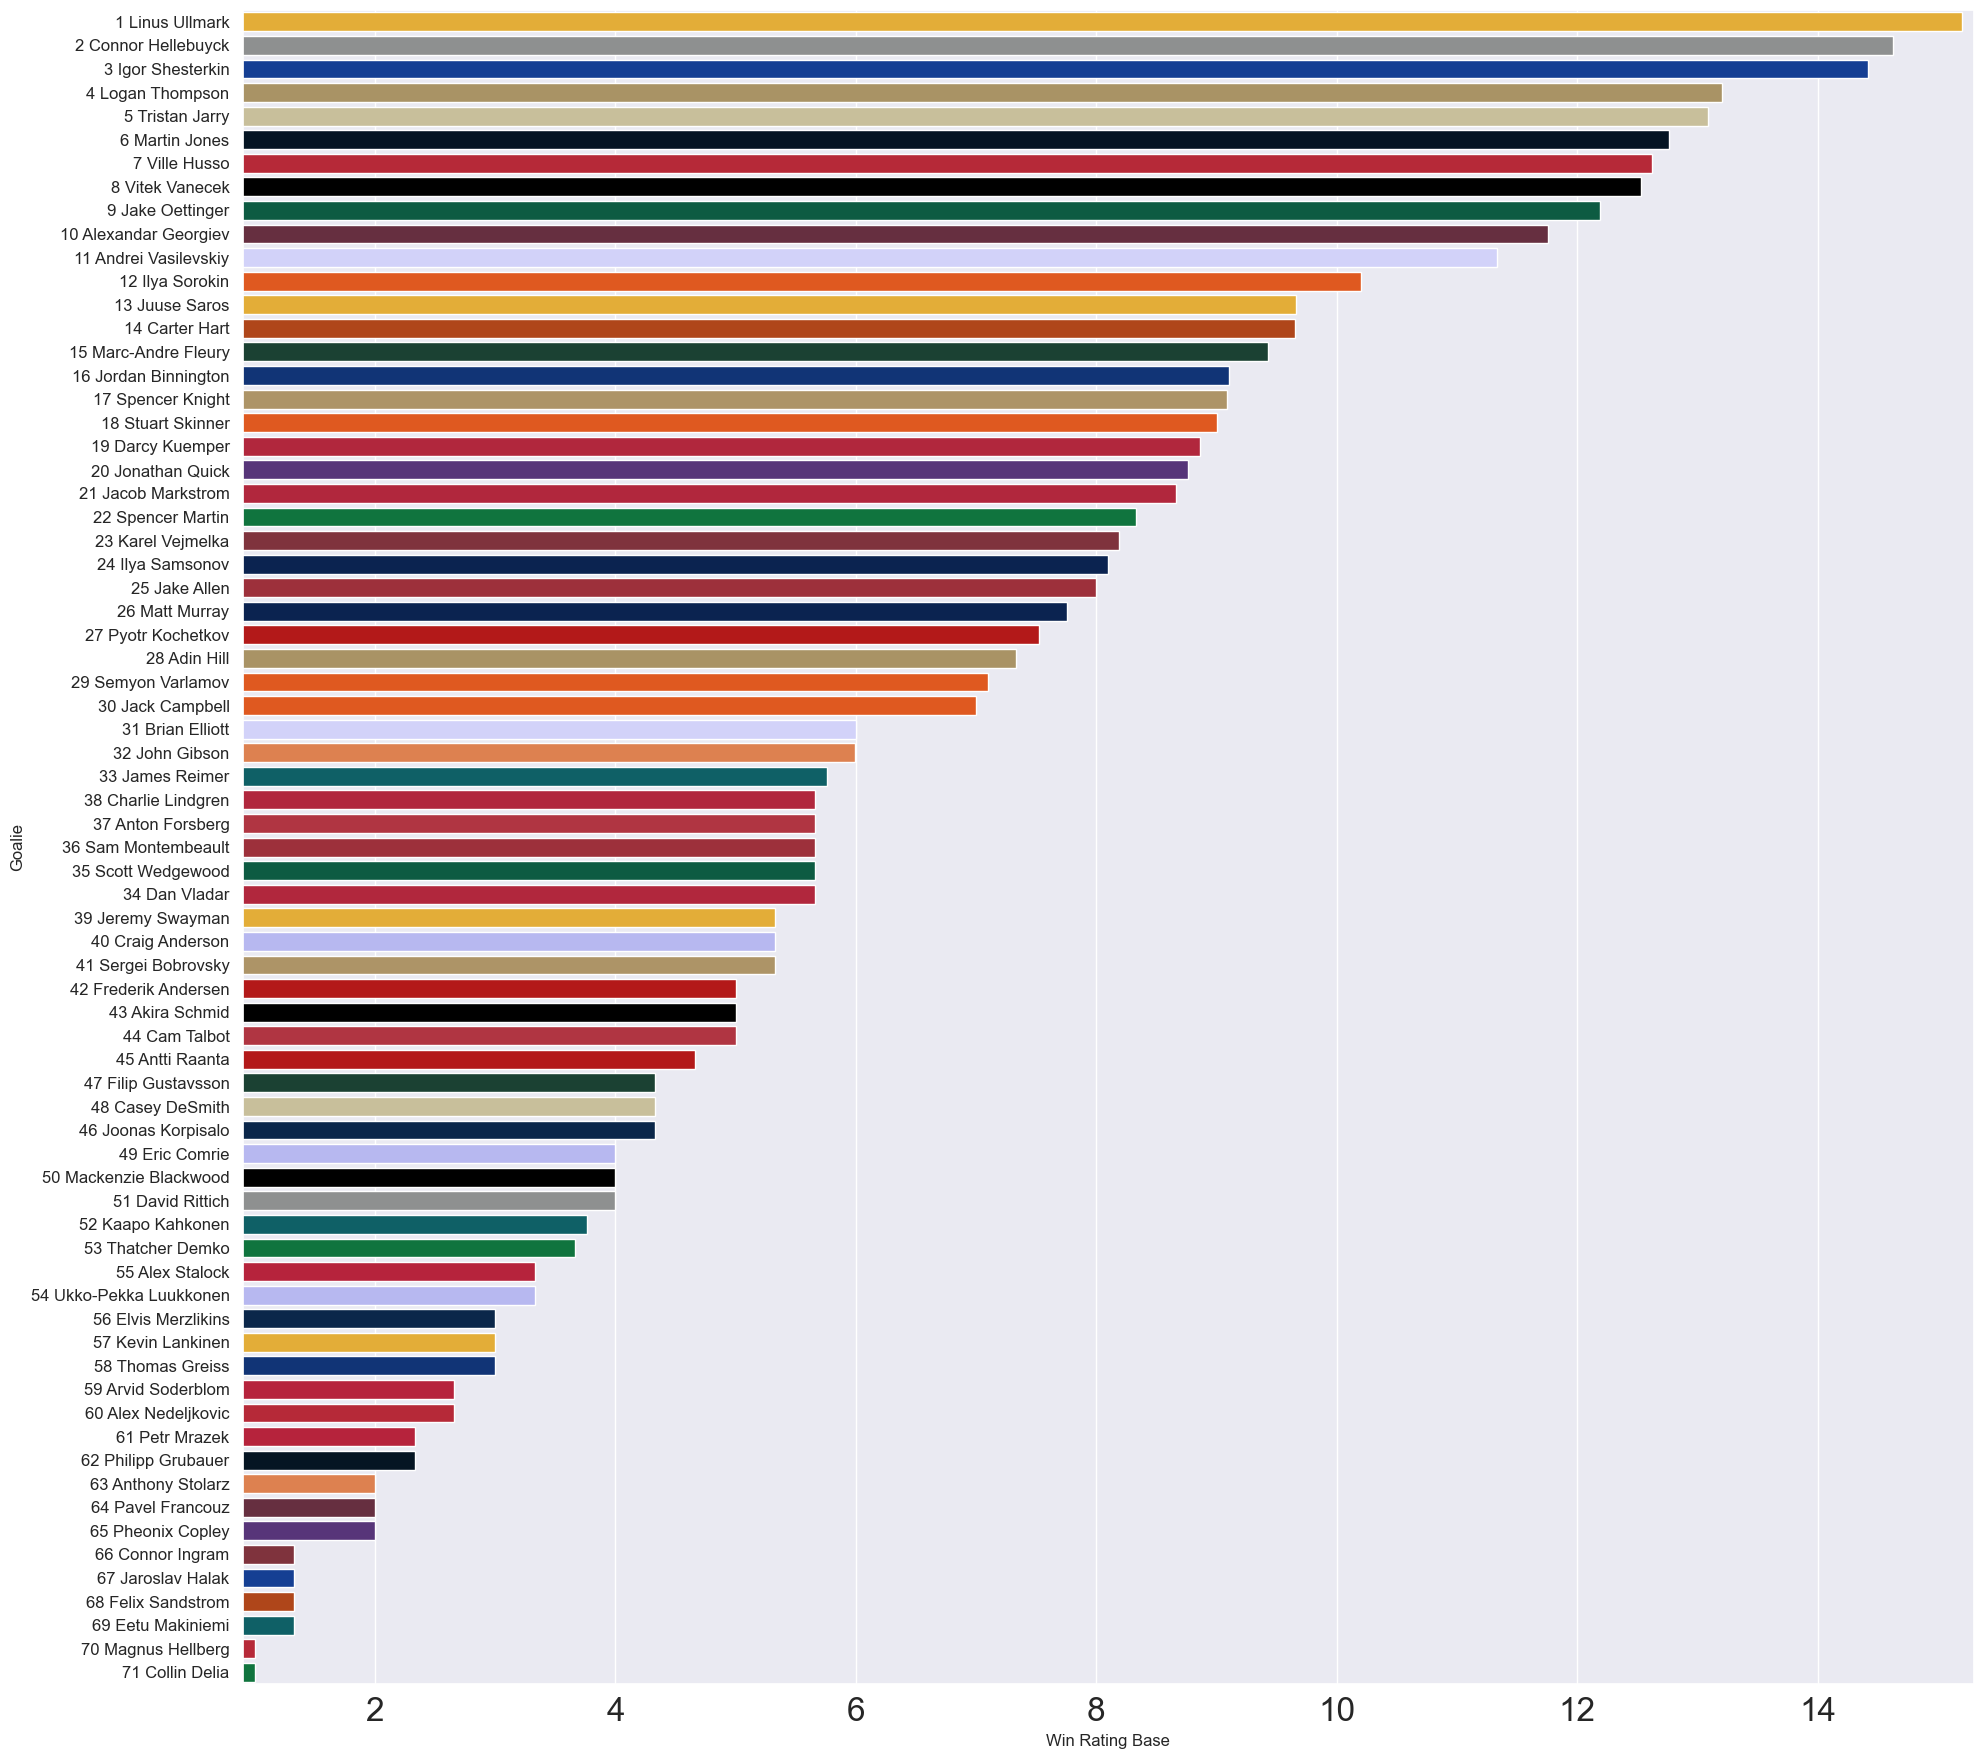 1 Linus Ullmark
2 Connor Hellebuyck
3 Igor Shesterkin
4 Logan Thompson
5 Tristan Jarry
6 Martin Jones
7 Ville Husso
8 Vitek Vanecek
9 Jake Oettinger
10 Alexandar Georgiev
11 Andrei Vasilevskiy
12 Ilya Sorokin
13 Juuse Saros
14 Carter Hart
15 Marc-Andre Fleury
16 Jordan Binnington
17 Spencer Knight
18 Stuart Skinner
19 Darcy Kuemper
20 Jonathan Quick
21 Jacob Markstrom
22 Spencer Martin
23 Karel Vejmelka
24 Ilya Samsonov
25 Jake Allen
26 Matt Murray
27 Pyotr Kochetkov
28 Adin Hill
29 Semyon Varlamov
30 Jack Campbell
31 Brian Elliott
32 John Gibson
33 James Reimer
38 Charlie Lindgren
37 Anton Forsberg
36 Sam Montembeault
35 Scott Wedgewood
34 Dan Vladar
39 Jeremy Swayman
40 Craig Anderson
41 Sergei Bobrovsky
42 Frederik Andersen
43 Akira Schmid
44 Cam Talbot
45 Antti Raanta
47 Filip Gustavsson
48 Casey DeSmith
46 Joonas Korpisalo
49 Eric Comrie
50 Mackenzie Blackwood
51 David Rittich
52 Kaapo Kahkonen
53 Thatcher Demko
55 Alex Stalock
54 Ukko-Pekka Luukkonen
56 Elvis Merzlikins
57 Kevin Lankinen
58 Thomas Greiss
59 Arvid Soderblom
60 Alex Nedeljkovic
61 Petr Mrazek
62 Philipp Grubauer
63 Anthony Stolarz
64 Pavel Francouz
65 Pheonix Copley
66 Connor Ingram
67 Jaroslav Halak
68 Felix Sandstrom
69 Eetu Makiniemi
70 Magnus Hellberg
71 Collin Delia
Goalie
2 4 6 8 10 12 14
Win Rating Base